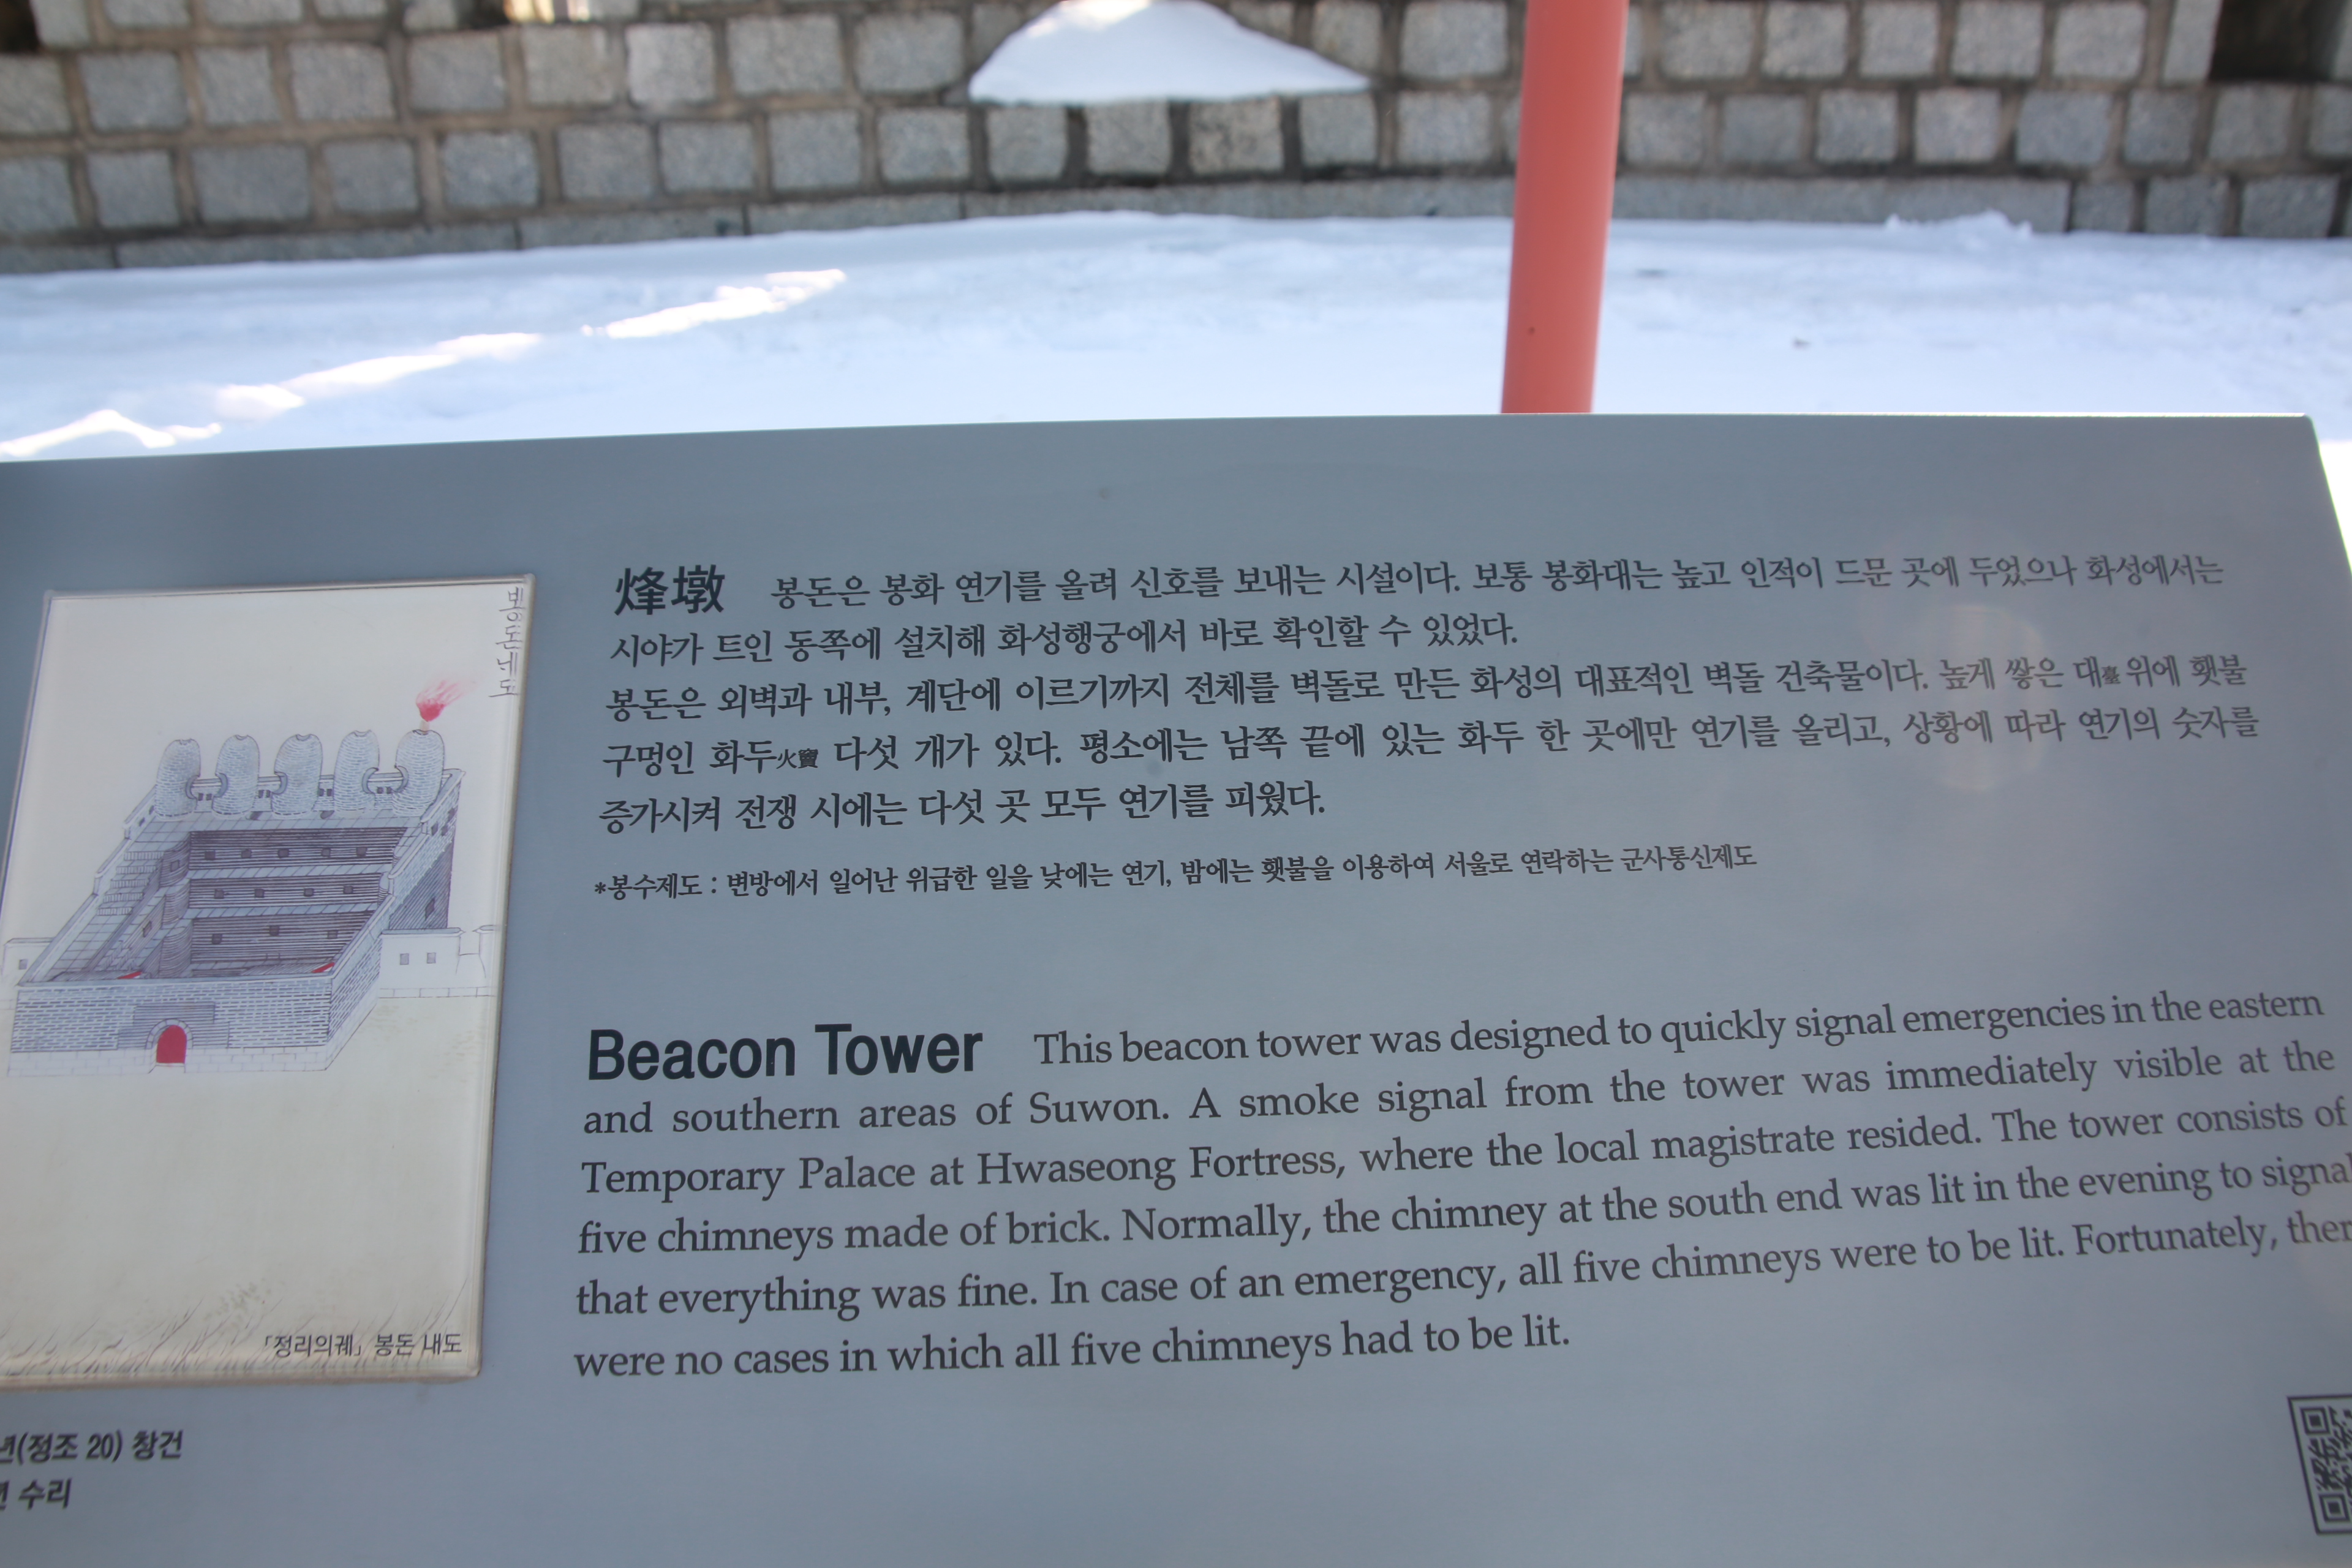 봉돈내도
「정리의궤」 봉돈 내도
년(정조 20) 창건
년 수리
烽墩 봉돈은 봉화 연기를 올려 신호를 보내는 시설이다. 보통 봉화대는 높고 인적이 드문 곳에 두었으나 화성에서는
시야가 트인 동쪽에 설치해 화성행궁에서 바로 확인할 수 있었다.
봉돈은 외벽과 내부, 계단에 이르기까지 전체를 벽돌로 만든 화성의 대표적인 벽돌 건축물이다. 높게 쌓은 대臺 위에 횃불
구멍인 화두火竇 다섯 개가 있다. 평소에는 남쪽 끝에 있는 화두 한 곳에만 연기를 올리고, 상황에 따라 연기의 숫자를
증가시켜 전쟁 시에는 다섯 곳 모두 연기를 피웠다.
*봉수제도 : 변방에서 일어난 위급한 일을 낮에는 연기, 밤에는 횃불을 이용하여 서울로 연락하는 군사통신제도
Beacon Tower This beacon tower was designed to quickly signal emergencies in the eastern
and southern areas of Suwon. A smoke signal from the tower was immediately visible at the
Temporary Palace at Hwaseong Fortress, where the local magistrate resided. The tower consists of
five chimneys made of brick. Normally, the chimney at the south end was lit in the evening to signal
that everything was fine. In case of an emergency, all five chimneys were to be lit. Fortunately, ther
were no cases in which all five chimneys had to be lit.